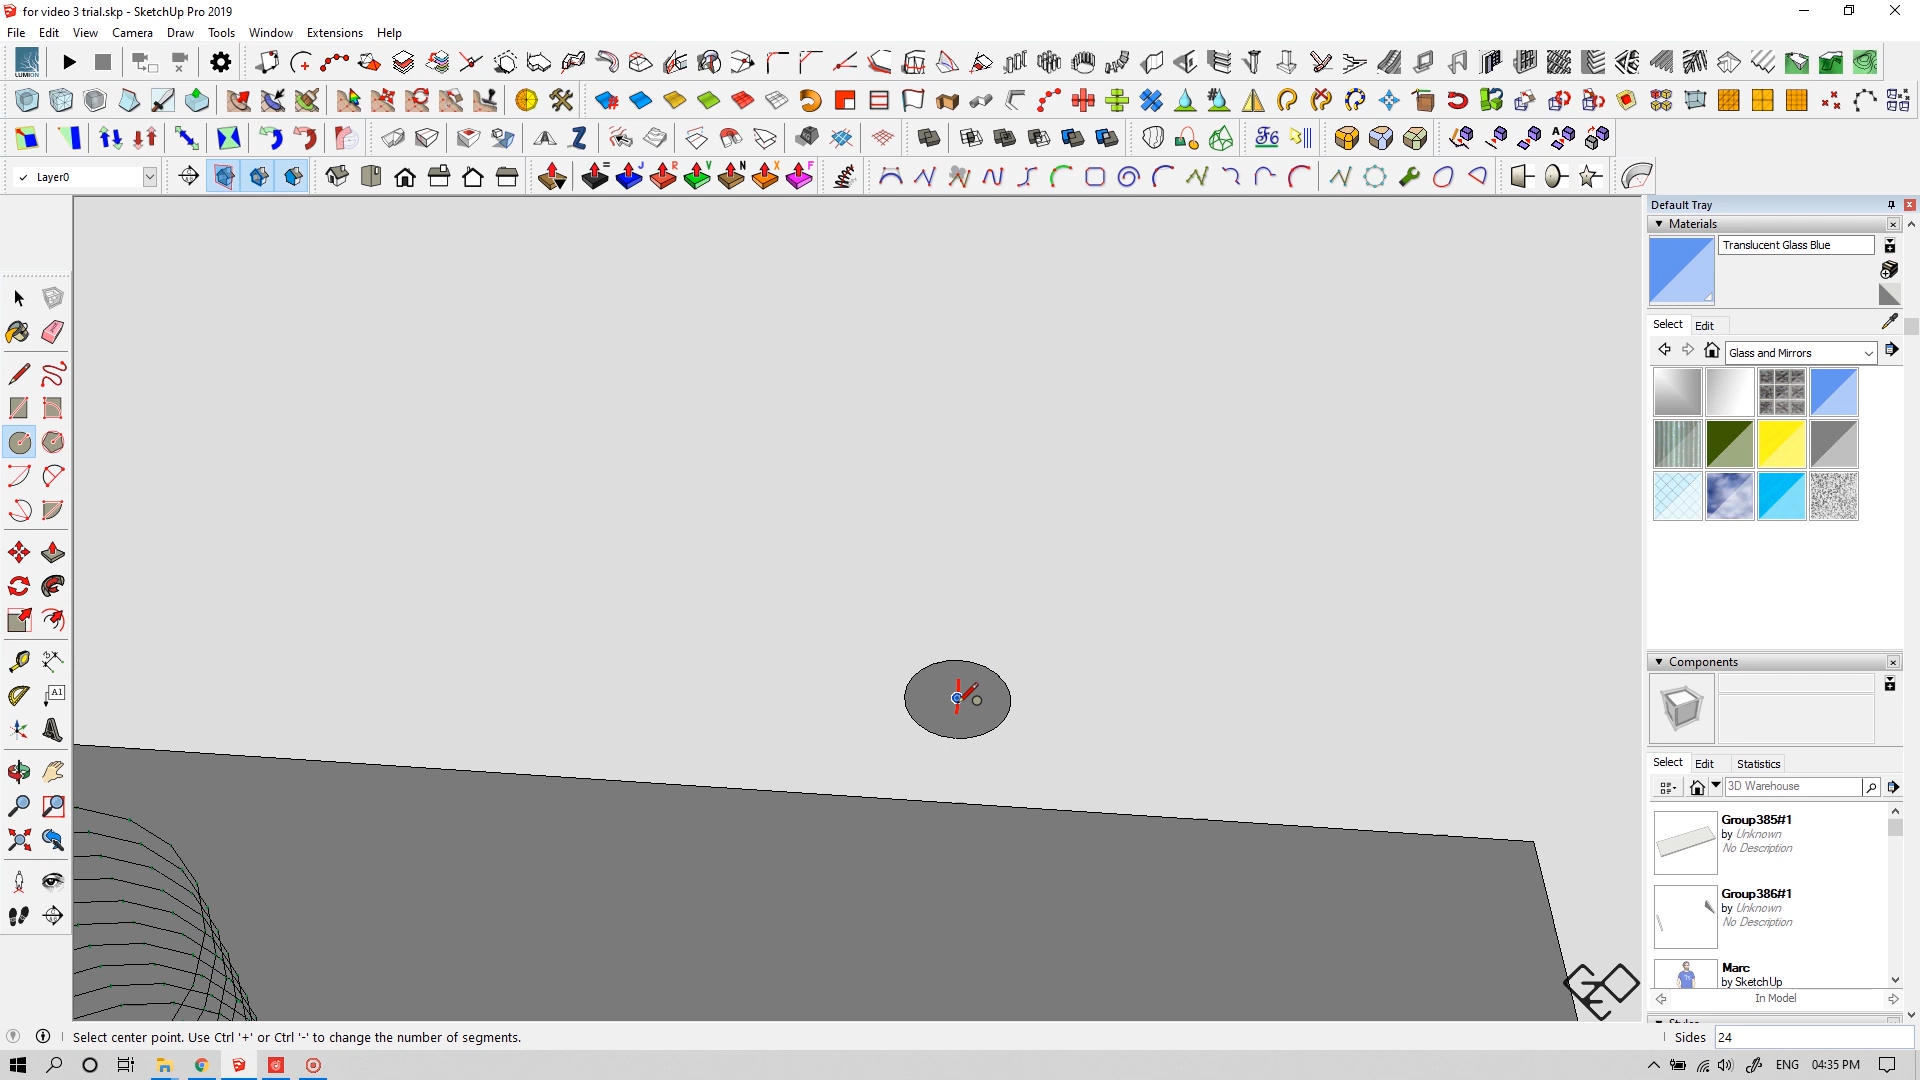 for video 3 trial.skp - SketchUp Pro 2019
File Edit View Camera Draw Tools Window Extensions Help
LUMION
F6
= J R V N X F
✓ Layer0
Default Tray
▼ Materials
Translucent Glass Blue
Select Edit
Glass and Mirrors
A1
▼ Components
Select Edit Statistics
3D Warehouse
Group385#1
by Unknown
No Description
Group386#1
by Unknown
No Description
Marc
by SketchUp
In Model
Select center point. Use Ctrl '+' or Ctrl '-' to change the number of segments.
Sides 24
ENG 04:35 PM